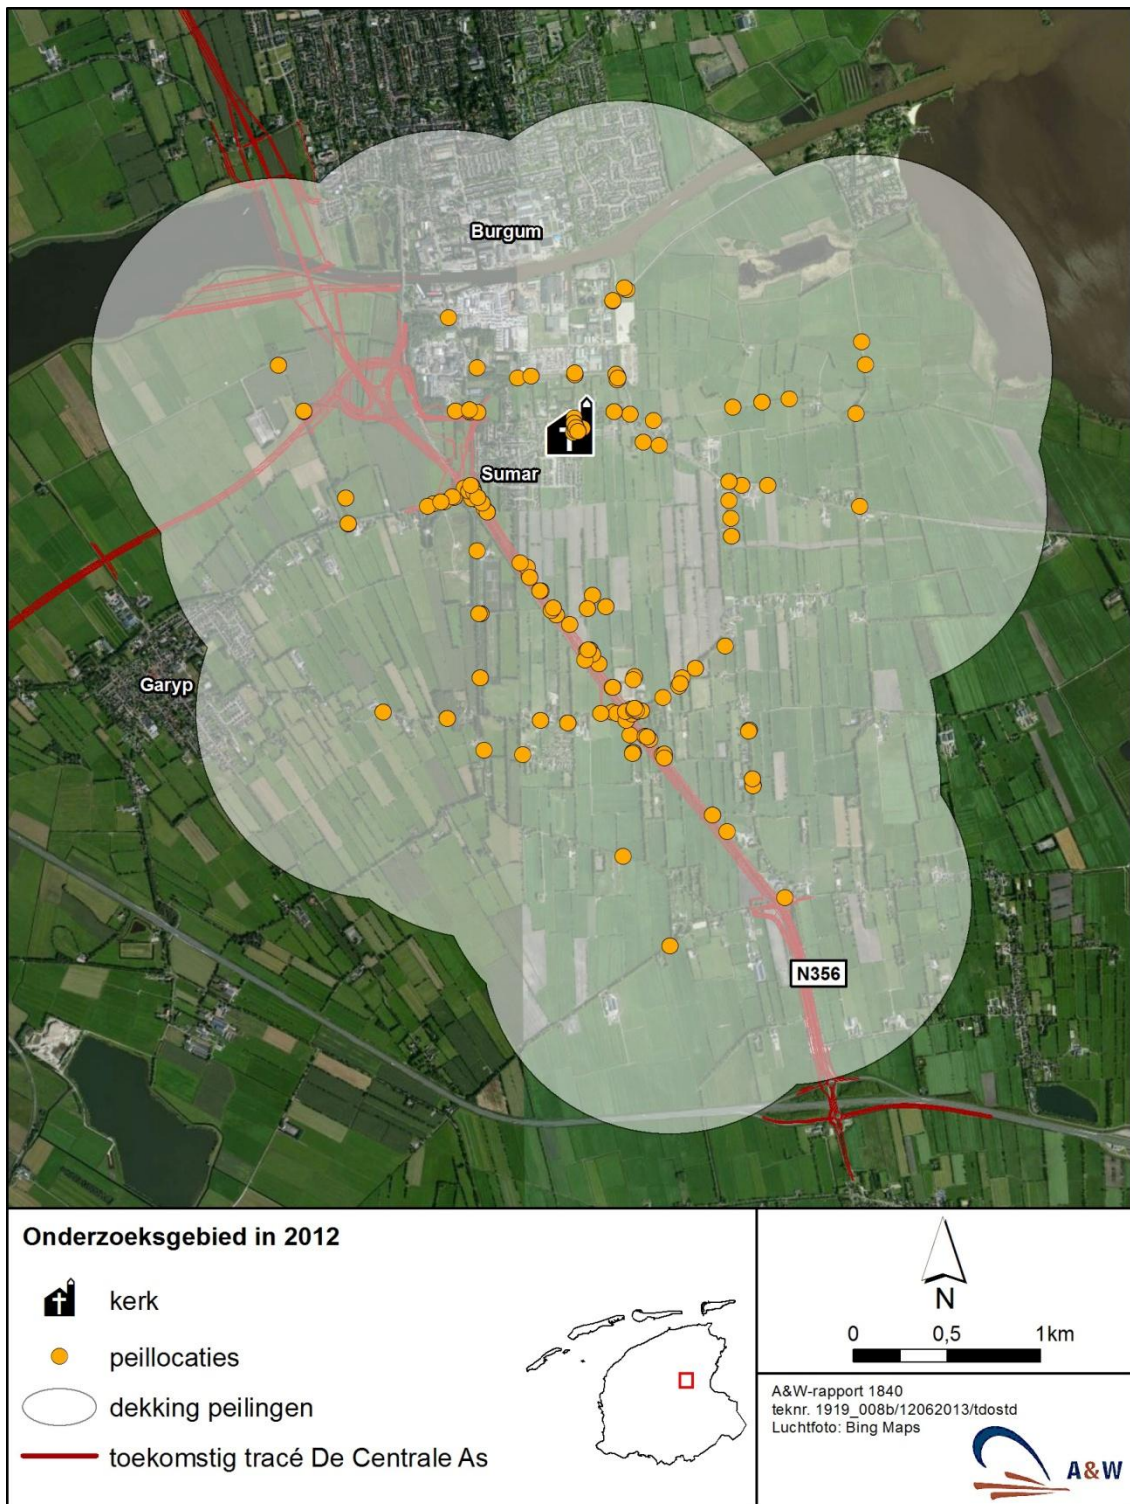 Burgum
Sumar
Garyp
N356
Onderzoeksgebied in 2012
kerk
peillocaties
dekking peilingen
toekomstig tracé De Centrale As
N
0 0,5 1km
A&W-rapport 1840
teknr. 1919_008b/12062013/tdostd
Luchtfoto: Bing Maps
A&W